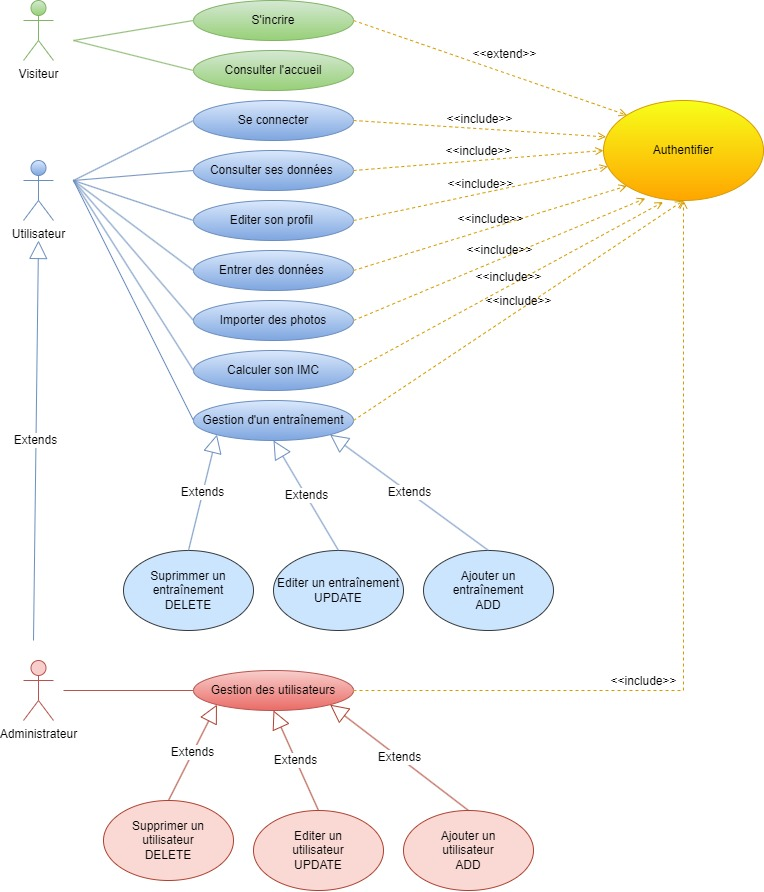 S'incrire
<<extend>>
Consulter l'accueil
Visiteur
Se connecter
<<include>>
Authentifier
Consulter ses données
<<include>>
Editer son profil
<<include>>
Utilisateur
<<include>>
Entrer des données
<<include>>
Importer des photos
<<include>>
Calculer son IMC
<<include>>
Gestion d'un entraînement
Extends
Extends
Extends
Extends
Suprimmer un
entraînement
DELETE
Editer un entraînement
UPDATE
Ajouter un
entraînement
ADD
<<include>>
Gestion des utilisateurs
Administrateur
Extends
Extends
Extends
Supprimer un
utilisateur
DELETE
Editer un
utilisateur
UPDATE
Ajouter un
utilisateur
ADD